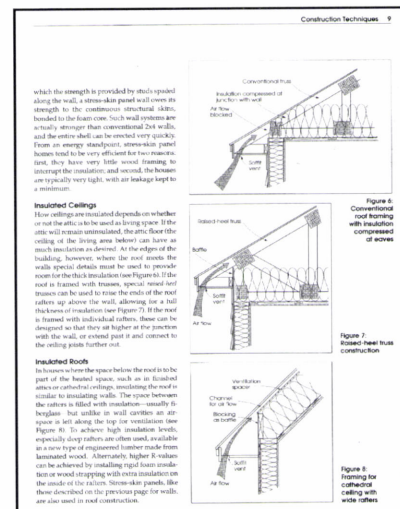 Construction Techniques 9
which the strength is provided by studs spaced
along the wall, a stress-skin panel wall owes its
strength to the continuous structural skins,
bonded to the foam core. Such wall systems are
actually stronger than conventional 2x4 walls,
and the entire shell can be erected very quickly.
From an energy standpoint, stress-skin panel
homes tend to be very efficient for two reasons:
first, they have very little wood framing to
interrupt the insulation; and second, the houses
are typically very tight, with air leakage kept to
a minimum.
Insulated Ceilings
How ceilings are insulated depends on whether
or not the attic is to be used as living space. If the
attic will remain uninsulated, the attic floor (the
ceiling of the living area below) can have as
much insulation as desired. At the edges of the
building, however, where the roof meets the
walls special details must be used to provide
room for the thick insulation (see Figure 6). If the
roof is framed with trusses, special raised-heel
trusses can be used to raise the ends of the roof
rafters up above the wall, allowing for a full
thickness of insulation (see Figure 7). If the roof
is framed with individual rafters, these can be
designed so that they sit higher at the junction
with the wall, or extend past it and connect to
the ceiling joists further out.
Insulated Roofs
In houses where the space below the roof is to be
part of the heated space, such as in finished
attics or cathedral ceilings, insulating the roof is
similar to insulating walls. The space between
the rafters is filled with insulation—usually fi-
berglass—but unlike in wall cavities an air-
space is left along the top for ventilation (see
Figure 8). To achieve high insulation levels,
especially deep rafters are often used, available
in a new type of engineered lumber made from
laminated wood. Alternately, higher R-values
can be achieved by installing rigid foam insula-
tion or wood strapping with extra insulation on
the inside of the rafters. Stress-skin panels, like
those described on the previous page for walls,
are also used in roof construction.
Conventional truss
Insulation compressed at
junction with wall
Air flow
blocked
Soffit
vent
Figure 6:
Conventional
roof framing
with insulation
compressed
at eaves
Raised-heel truss
Baffle
Soffit
vent
Air flow
Figure 7:
Raised-heel truss
construction
Ventilation
space
Channel
for air flow
Blocking
as baffle
Soffit
vent
Air flow
Figure 8:
Framing for
cathedral
ceiling with
wide rafters